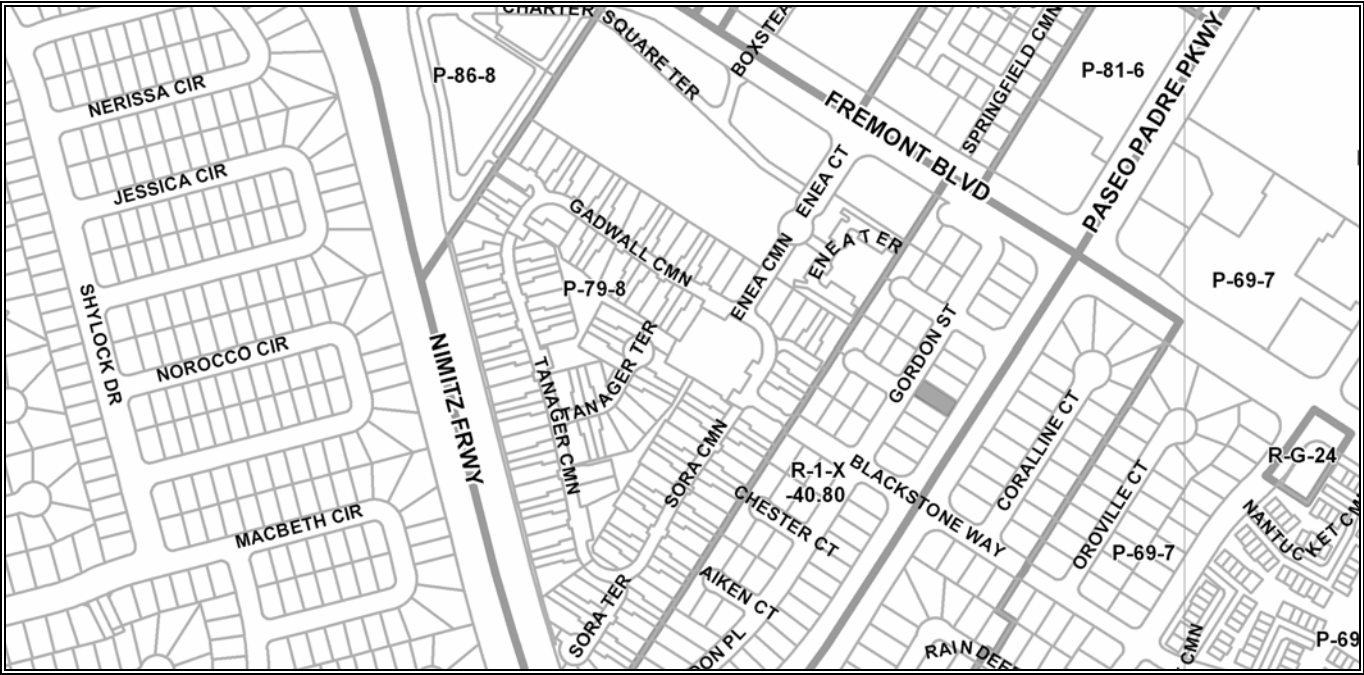 CHARTER
SQUARE TER
BOXSTEA
SPRINGFIELD CMN
P-86-8
P-81-6
PASEO PADRE PKWY
NERISSA CIR
FREMONT BLVD
JESSICA CIR
ENEA CT
GADWALL CMN
ENEA TER
ENEA CMN
P-79-8
P-69-7
SHYLOCK DR
GORDON ST
NOROCCO CIR
NIMITZ FRWY
TANAGER TER
TANAGER CMN
SORA CMN
CORALLINE CT
R-G-24
R-1-X
-40.80
BLACKSTONE WAY
CHESTER CT
OROVILLE CT
NANTUCKET CM
MACBETH CIR
P-69-7
AIKEN CT
SORA TER
DON PL
RAIN DEE
CMN
P-69